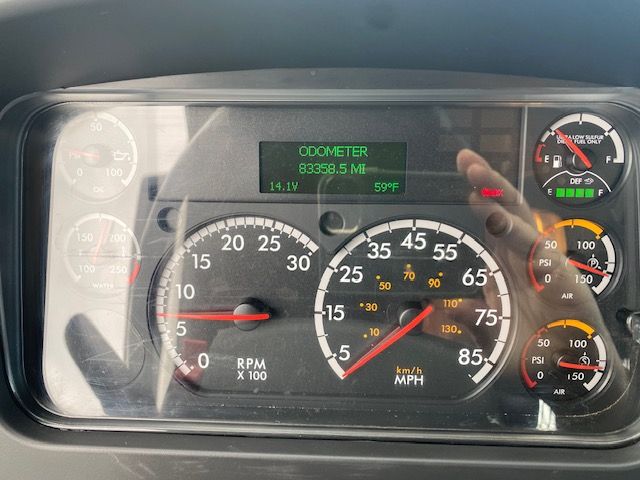 50
PSI
0 100
OIL
150 200
100 250
WATER
ODOMETER
83358.5 MI
14.1V 59°F
ULTRA LOW SULFUR
DIESEL FUEL ONLY
E F
DEF
E F
0 5 10 15 20 25 30
RPM
X 100
5 15 25 35 45 55 65 75 85
10 30 50 70 90 110 130
km/h
MPH
50 100
PSI
0 150
AIR
50 100
PSI
0 150
AIR